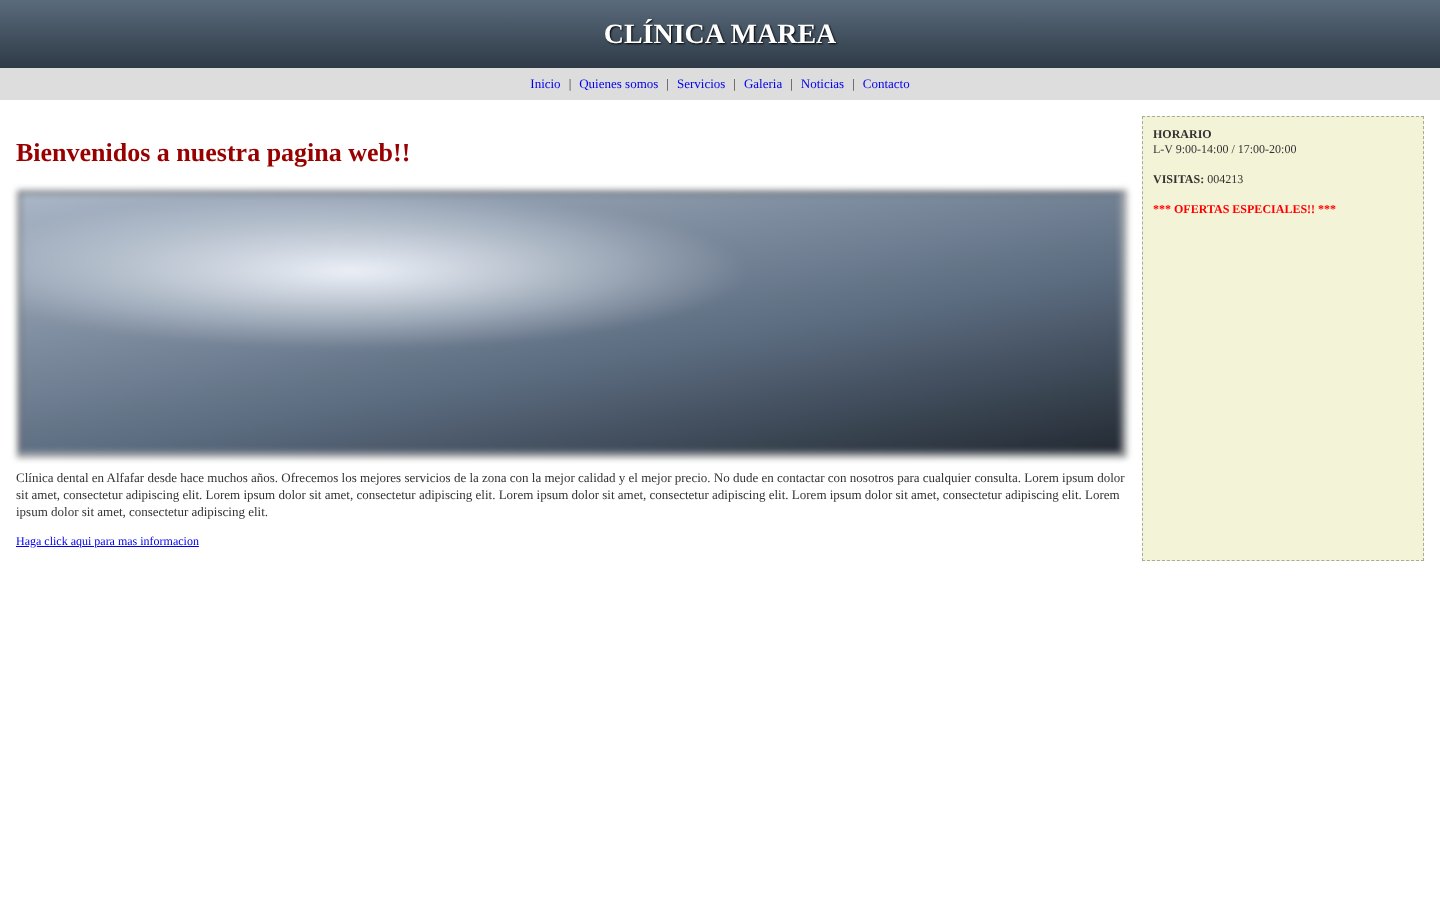 CLÍNICA MAREA
Inicio | Quienes somos | Servicios | Galeria | Noticias | Contacto
Bienvenidos a nuestra pagina web!!
Clínica dental en Alfafar desde hace muchos años. Ofrecemos los mejores servicios de la zona con la mejor calidad y el mejor precio. No dude en contactar con nosotros para cualquier consulta. Lorem ipsum dolor
sit amet, consectetur adipiscing elit. Lorem ipsum dolor sit amet, consectetur adipiscing elit. Lorem ipsum dolor sit amet, consectetur adipiscing elit. Lorem ipsum dolor sit amet, consectetur adipiscing elit. Lorem
ipsum dolor sit amet, consectetur adipiscing elit.
Haga click aqui para mas informacion
HORARIO
L-V 9:00-14:00 / 17:00-20:00
VISITAS: 004213
*** OFERTAS ESPECIALES!! ***